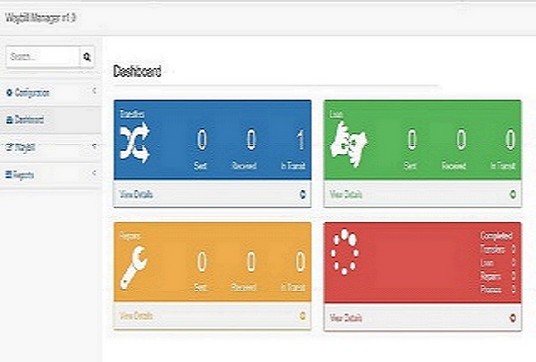 Waybill Manager v1.0
Search...
Configuration
Dashboard
Waybill
Reports
Dashboard
Transfers
0 0 1
Sent Received In Transit
View Details
Loan
0 0 0
Sent Received In Transit
View Details
Repairs
0 0 0
Sent Received In Transit
View Details
Completed
Transfers 0
Loan 0
Repairs 0
Process 0
View Details